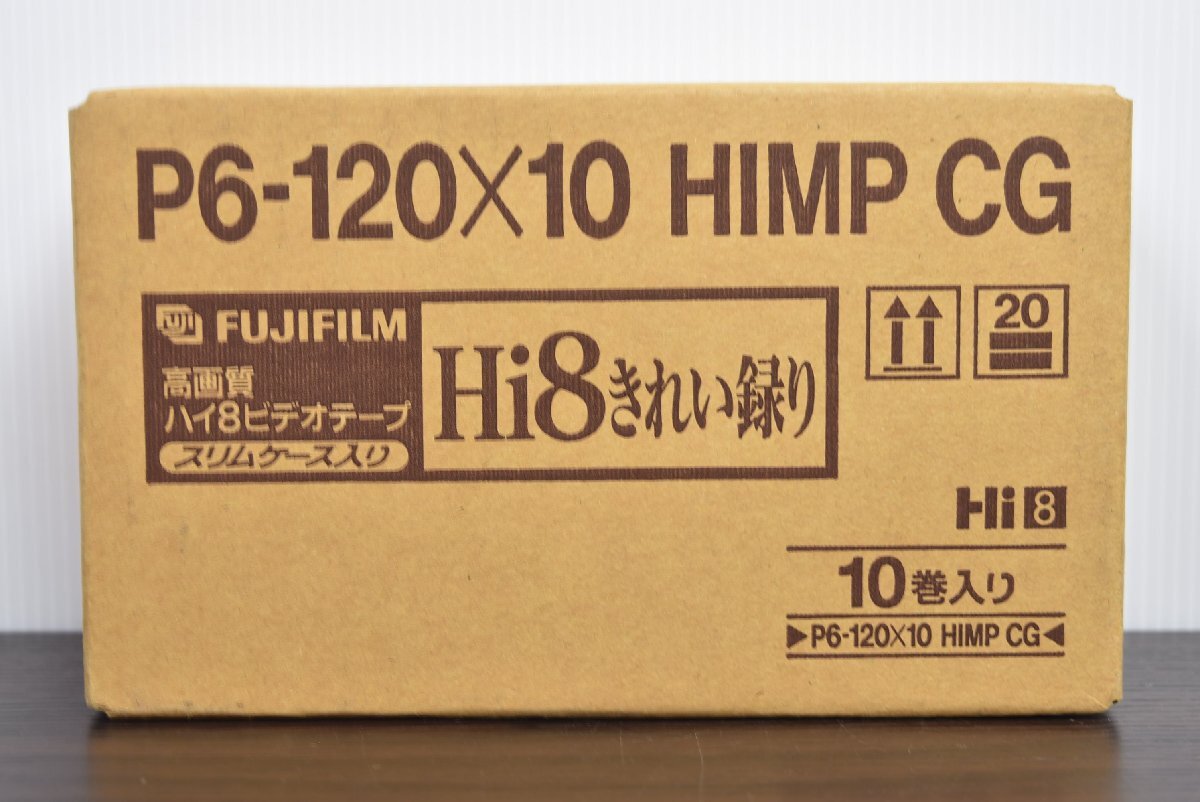 P6-120×10 HIMP CG
FUJI FUJIFILM
高画質
ハイ8ビデオテープ
スリムケース入り
Hi8きれい録り
20
Hi8
10巻入り
▶P6-120×10 HIMP CG◀